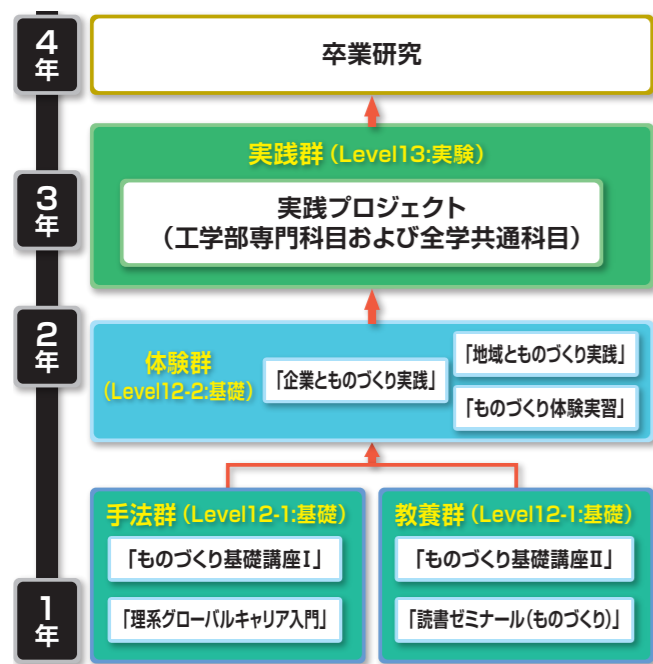 4年
卒業研究
実践群(Level13:実験)
3年
実践プロジェクト
(工学部専門科目および全学共通科目)
2年
体験群
(Level12-2:基礎)
「企業とものづくり実践」
「地域とものづくり実践」
「ものづくり体験実習」
手法群(Level12-1:基礎)
「ものづくり基礎講座Ⅰ」
「理系グローバルキャリア入門」
教養群(Level12-1:基礎)
「ものづくり基礎講座Ⅱ」
「読書ゼミナール(ものづくり)」
1年